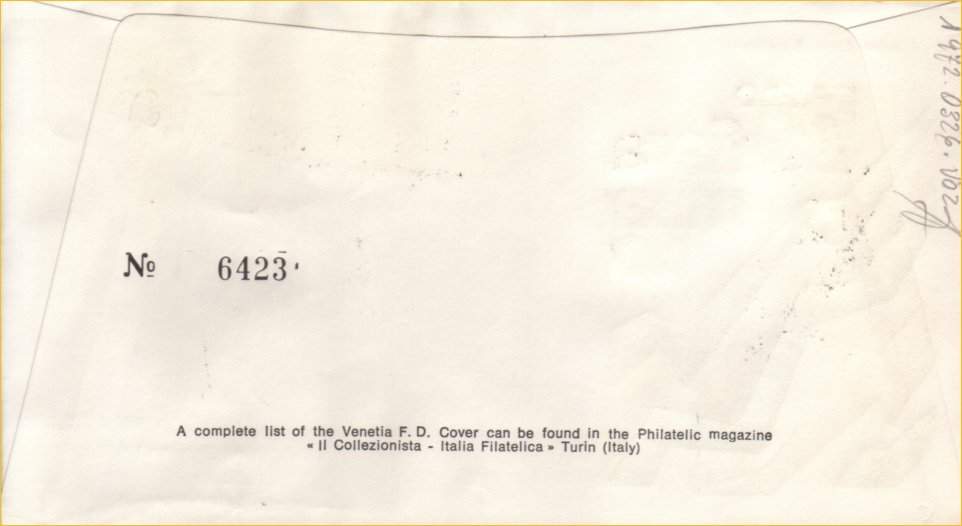 1972.0326.
№ 6423
A complete list of the Venetia F. D. Cover can be found in the Philatelic magazine
« Il Collezionista - Italia Filatelica » Turin (Italy)